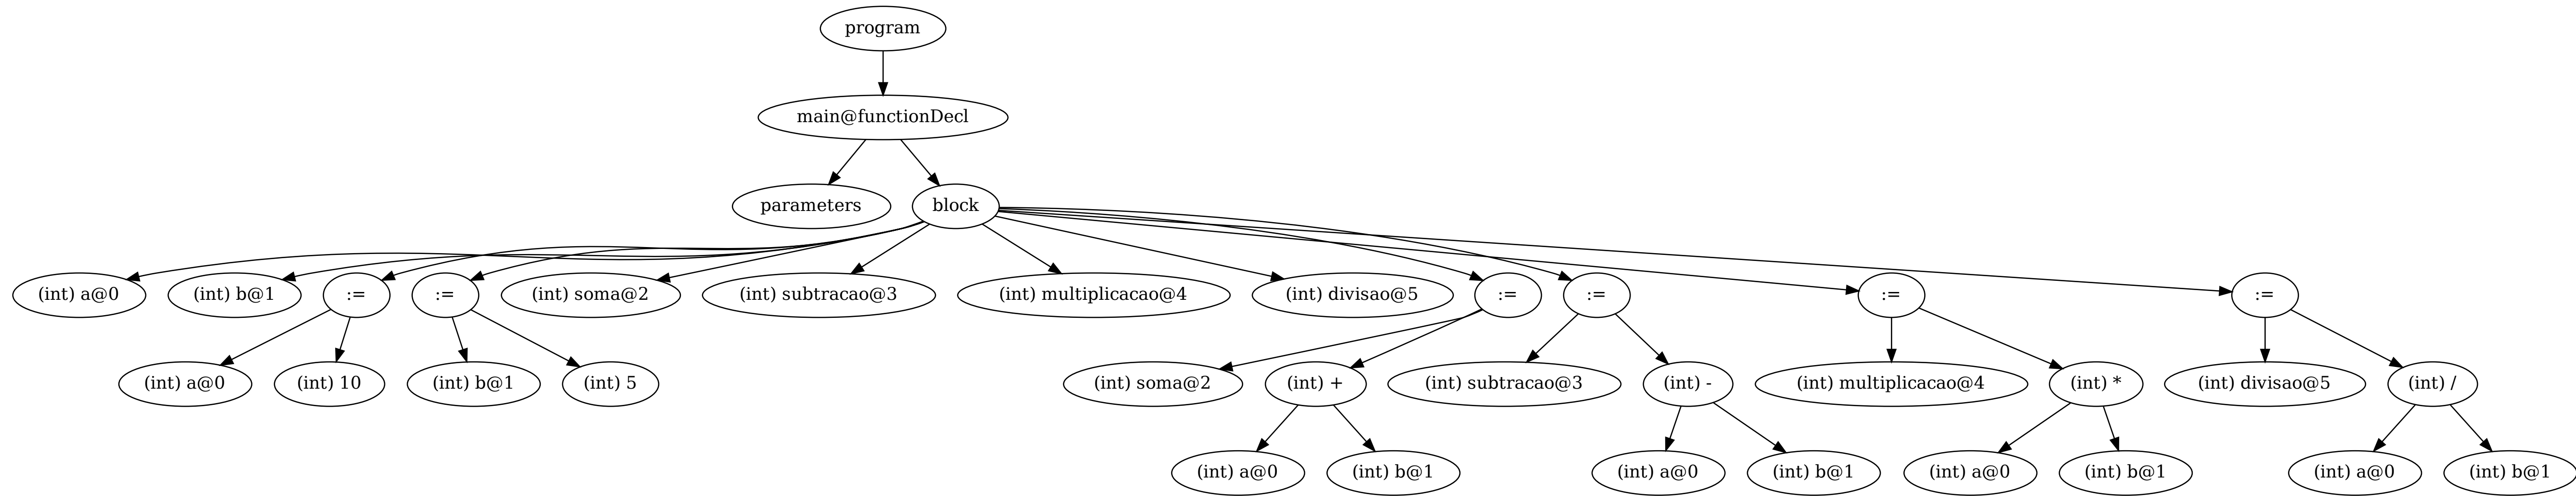 program
main@functionDecl
parameters
block
(int) a@0
(int) b@1
:=
:=
(int) soma@2
(int) subtracao@3
(int) multiplicacao@4
(int) divisao@5
:=
:=
:=
:=
(int) a@0
(int) 10
(int) b@1
(int) 5
(int) soma@2
(int) +
(int) subtracao@3
(int) -
(int) multiplicacao@4
(int) *
(int) divisao@5
(int) /
(int) a@0
(int) b@1
(int) a@0
(int) b@1
(int) a@0
(int) b@1
(int) a@0
(int) b@1